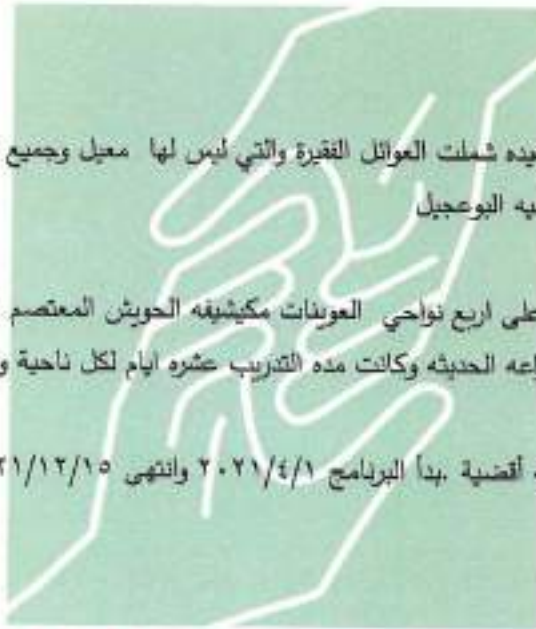 يده شملت العوائل الفقيرة والتي ليس لها معيل وجميع
يه البوعجيل
على اربع نواحي العوينات مكيشيفه الحويش المعتصم
اعه الحديثه وكانت مده التدريب عشره ايام لكل ناحية و
أقضية .بدأ البرنامج ٢٠٢١/٤/١ وانتهى ٢١/١٢/١٥